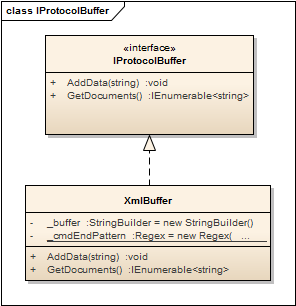 class IProtocolBuffer
«interface»
IProtocolBuffer
+ AddData(string) :void
+ GetDocuments() :IEnumerable<string>
XmlBuffer
- _buffer :StringBuilder = new StringBuilder()
- _cmdEndPattern :Regex = new Regex( ...
+ AddData(string) :void
+ GetDocuments() :IEnumerable<string>